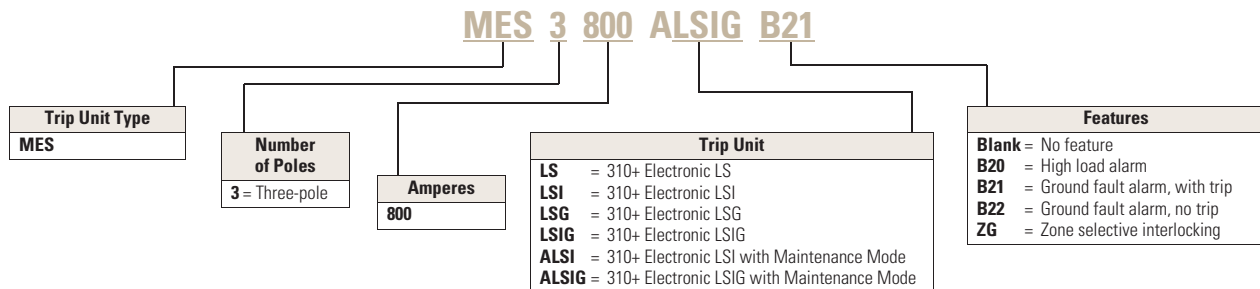 MES 3 800 ALSIG B21
Trip Unit Type
MES
Number
of Poles
3 = Three-pole
Amperes
800
Trip Unit
LS = 310+ Electronic LS
LSI = 310+ Electronic LSI
LSG = 310+ Electronic LSG
LSIG = 310+ Electronic LSIG
ALSI = 310+ Electronic LSI with Maintenance Mode
ALSIG = 310+ Electronic LSIG with Maintenance Mode
Features
Blank = No feature
B20 = High load alarm
B21 = Ground fault alarm, with trip
B22 = Ground fault alarm, no trip
ZG = Zone selective interlocking